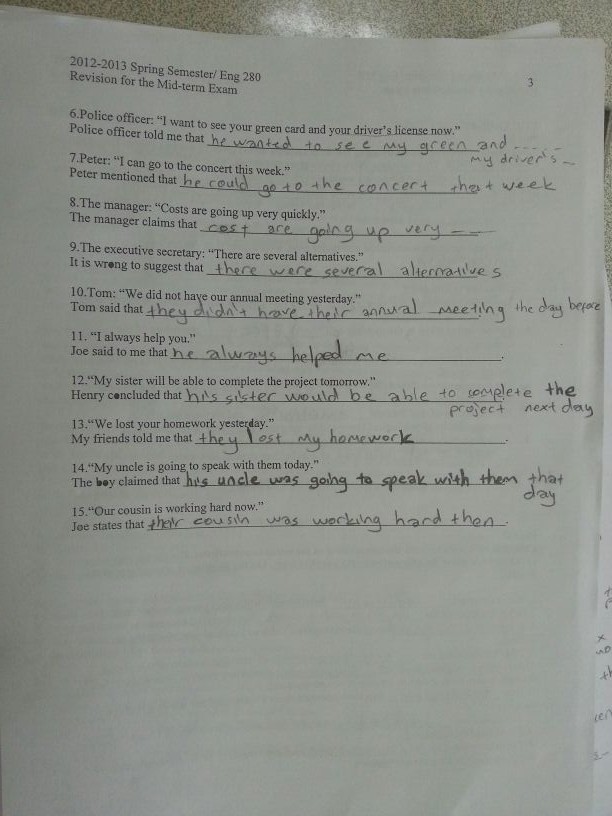 2012-2013 Spring Semester/ Eng 280
Revision for the Mid-term Exam
3
6.Police officer: “I want to see your green card and your driver's license now.”
Police officer told me that he wanted to see my green and .....
my driver's ~
7.Peter: “I can go to the concert this week.”
Peter mentioned that he could go to the concert that week
8.The manager: “Costs are going up very quickly.”
The manager claims that cost are going up very — —
9.The executive secretary: “There are several alternatives.”
It is wrong to suggest that there were several alternatives
10.Tom: “We did not have our annual meeting yesterday.”
Tom said that they didn't have their annual meeting the day before
11. “I always help you.”
Joe said to me that he always helped me.
12.“My sister will be able to complete the project tomorrow.”
Henry concluded that his sister would be able to complete the
project next day
13.“We lost your homework yesterday.”
My friends told me that they lost my homework.
14.“My uncle is going to speak with them today.”
The boy claimed that his uncle was going to speak with them that
day
15.“Our cousin is working hard now.”
Joe states that their cousin was working hard then.